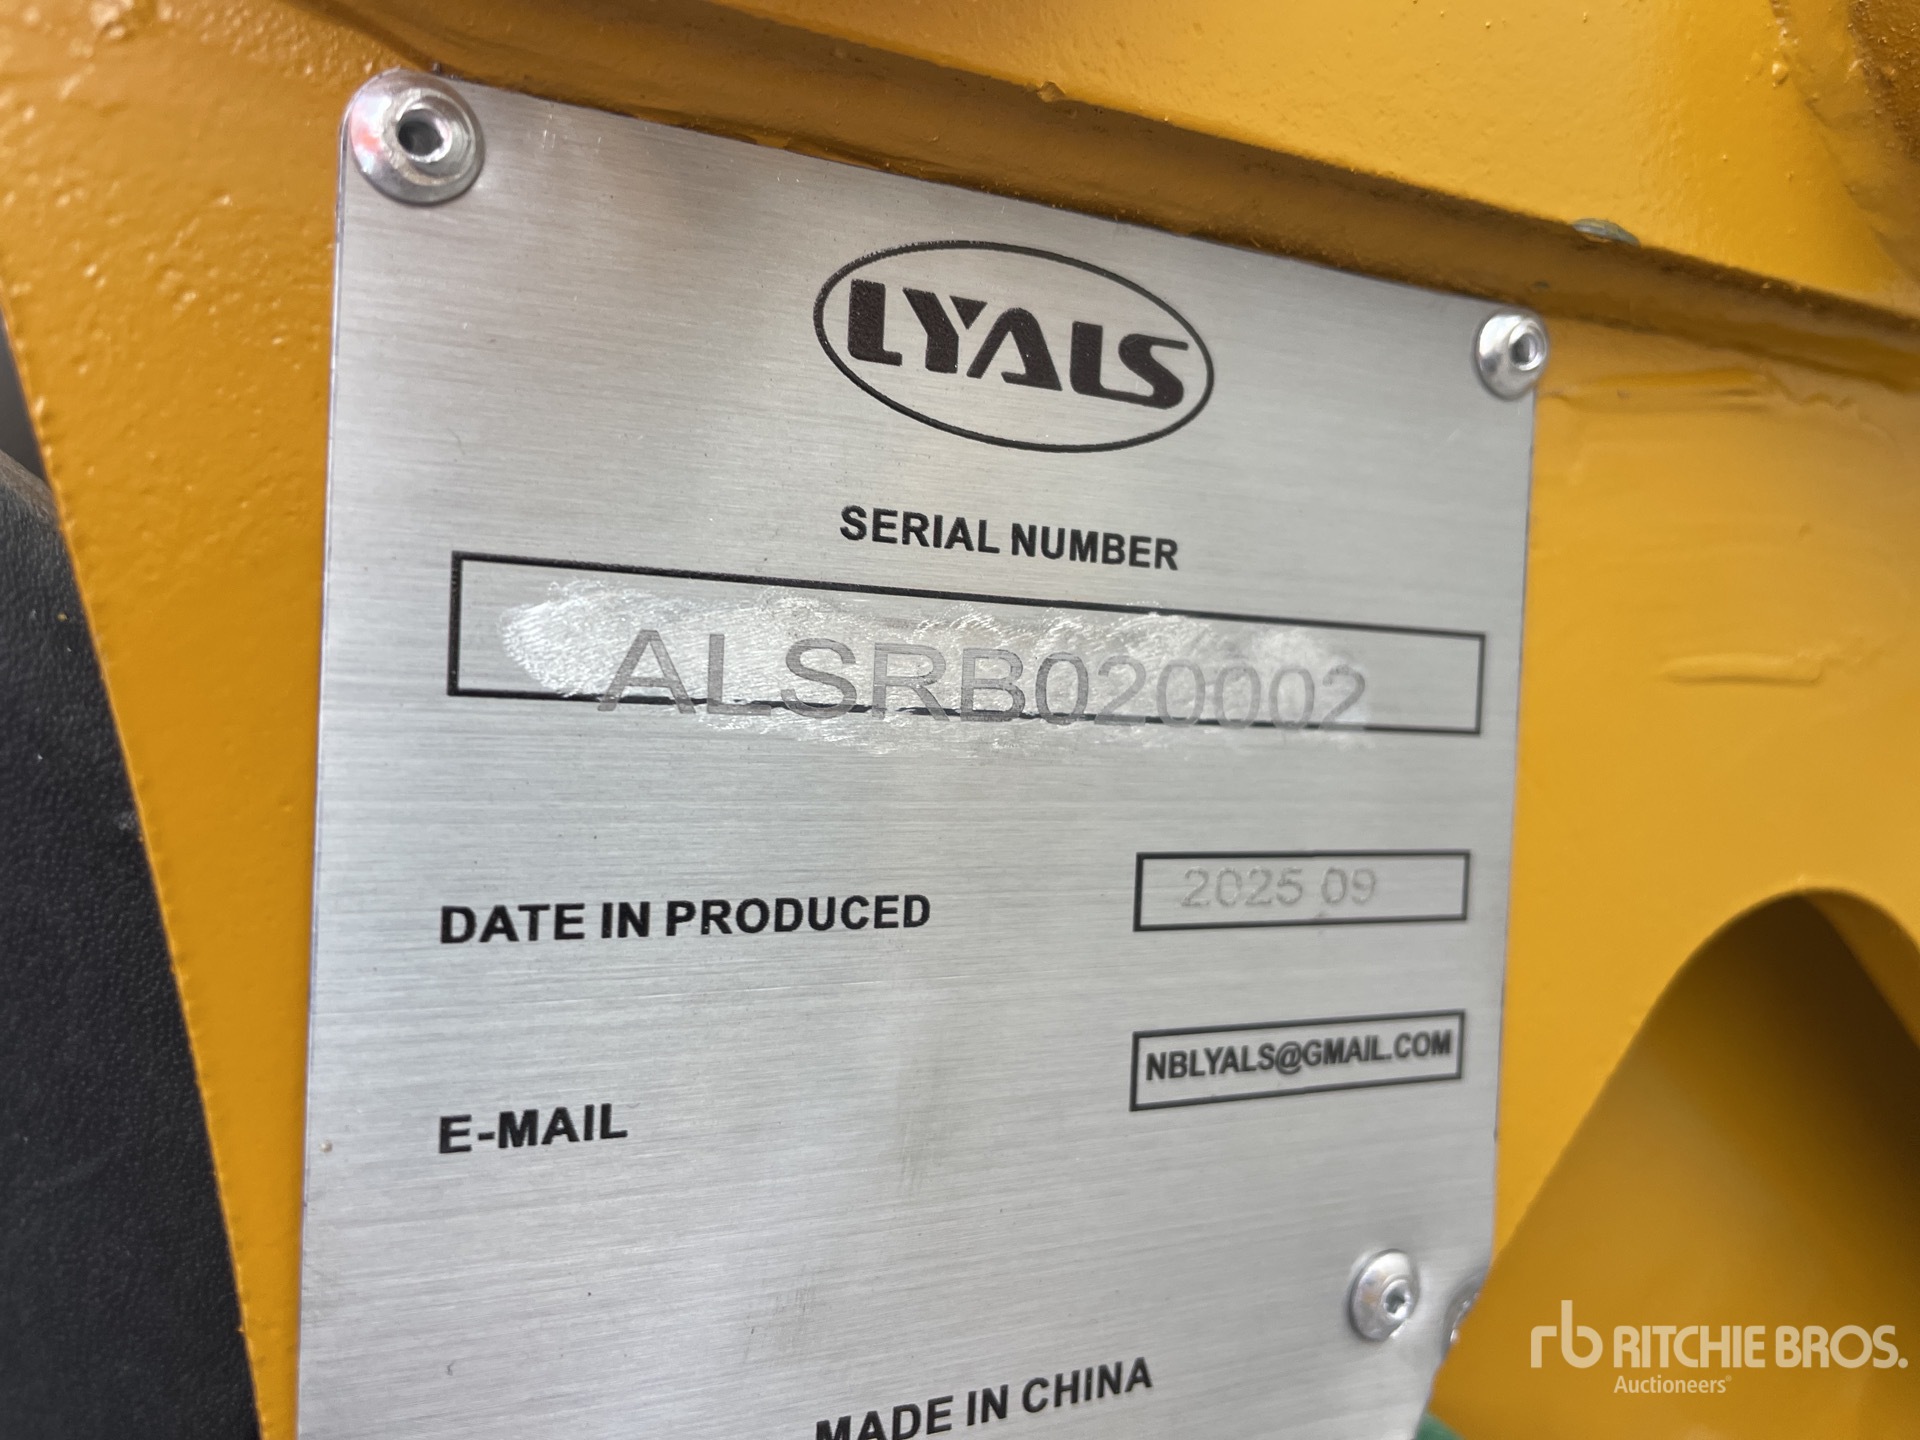 LYALS
SERIAL NUMBER
ALSRB020002
DATE IN PRODUCED
2025 09
E-MAIL
NBLYALS@GMAIL.COM
MADE IN CHINA
rb RITCHIE BROS.
Auctioneers